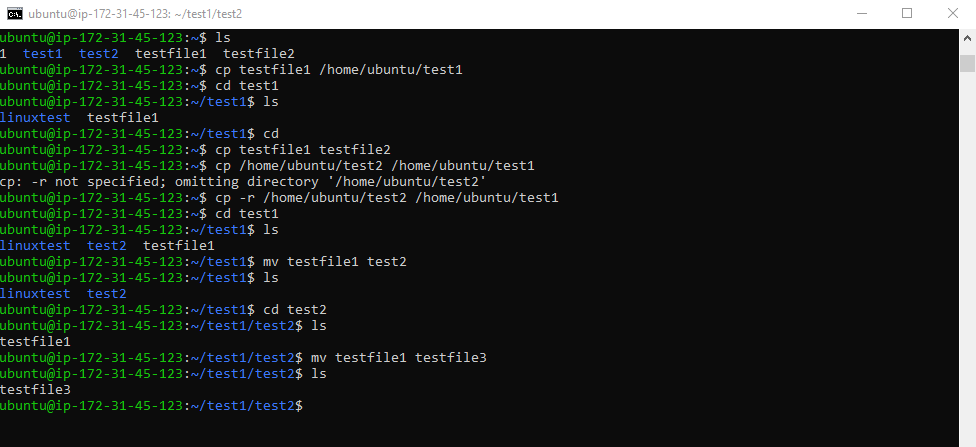 ubuntu@ip-172-31-45-123: ~/test1/test2
ubuntu@ip-172-31-45-123:~$ ls
1  test1  test2  testfile1  testfile2
ubuntu@ip-172-31-45-123:~$ cp testfile1 /home/ubuntu/test1
ubuntu@ip-172-31-45-123:~$ cd test1
ubuntu@ip-172-31-45-123:~/test1$ ls
linuxtest  testfile1
ubuntu@ip-172-31-45-123:~/test1$ cd
ubuntu@ip-172-31-45-123:~$ cp testfile1 testfile2
ubuntu@ip-172-31-45-123:~$ cp /home/ubuntu/test2 /home/ubuntu/test1
cp: -r not specified; omitting directory '/home/ubuntu/test2'
ubuntu@ip-172-31-45-123:~$ cp -r /home/ubuntu/test2 /home/ubuntu/test1
ubuntu@ip-172-31-45-123:~$ cd test1
ubuntu@ip-172-31-45-123:~/test1$ ls
linuxtest  test2  testfile1
ubuntu@ip-172-31-45-123:~/test1$ mv testfile1 test2
ubuntu@ip-172-31-45-123:~/test1$ ls
linuxtest  test2
ubuntu@ip-172-31-45-123:~/test1$ cd test2
ubuntu@ip-172-31-45-123:~/test1/test2$ ls
testfile1
ubuntu@ip-172-31-45-123:~/test1/test2$ mv testfile1 testfile3
ubuntu@ip-172-31-45-123:~/test1/test2$ ls
testfile3
ubuntu@ip-172-31-45-123:~/test1/test2$